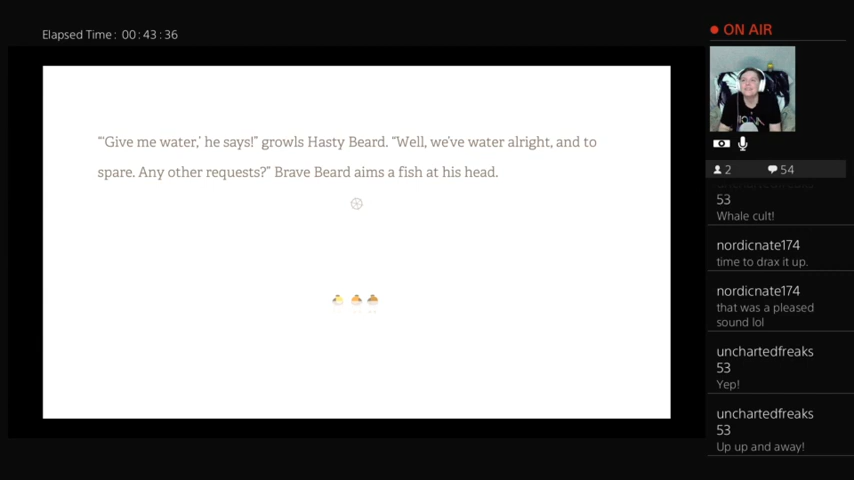 Elapsed Time: 00:43:36
ON AIR
"'Give me water,' he says!" growls Hasty Beard. "Well, we've water alright, and to
spare. Any other requests?" Brave Beard aims a fish at his head.
2
54
53
Whale cult!
nordicnate174
time to drax it up.
nordicnate174
that was a pleased
sound lol
unchartedfreaks
53
Yep!
unchartedfreaks
53
Up up and away!